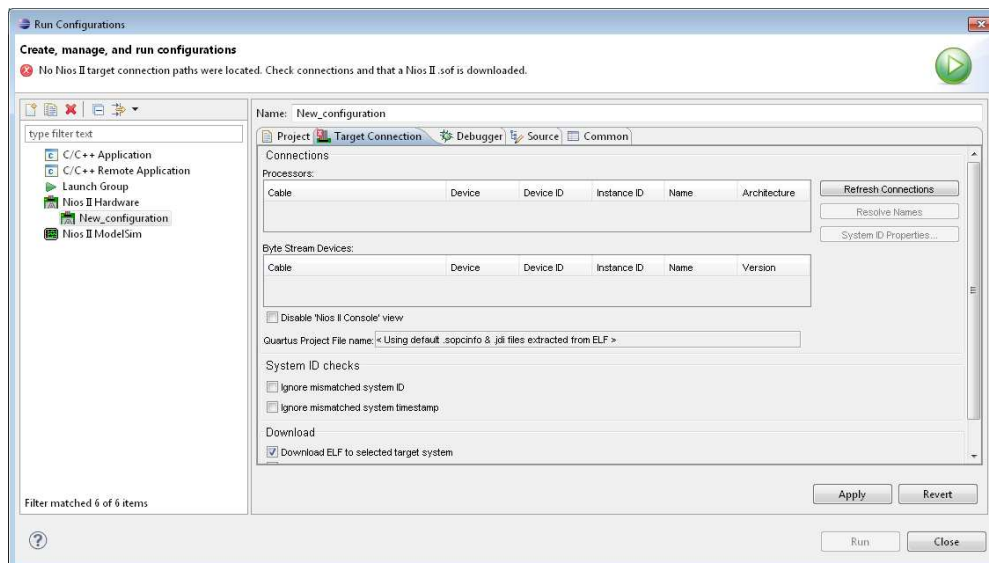 Run Configurations
Create, manage, and run configurations
No Nios II target connection paths were located. Check connections and that a Nios II .sof is downloaded.
type filter text
C/C++ Application
C/C++ Remote Application
Launch Group
Nios II Hardware
New_configuration
Nios II ModelSim
Filter matched 6 of 6 items
Name: New_configuration
Project Target Connection Debugger Source Common
Connections
Processors:
Cable Device Device ID Instance ID Name Architecture
Refresh Connections
Resolve Names
System ID Properties...
Byte Stream Devices:
Cable Device Device ID Instance ID Name Version
Disable 'Nios II Console' view
Quartus Project File name: < Using default .sopcinfo & .jdi files extracted from ELF >
System ID checks
Ignore mismatched system ID
Ignore mismatched system timestamp
Download
Download ELF to selected target system
Apply Revert
Run Close